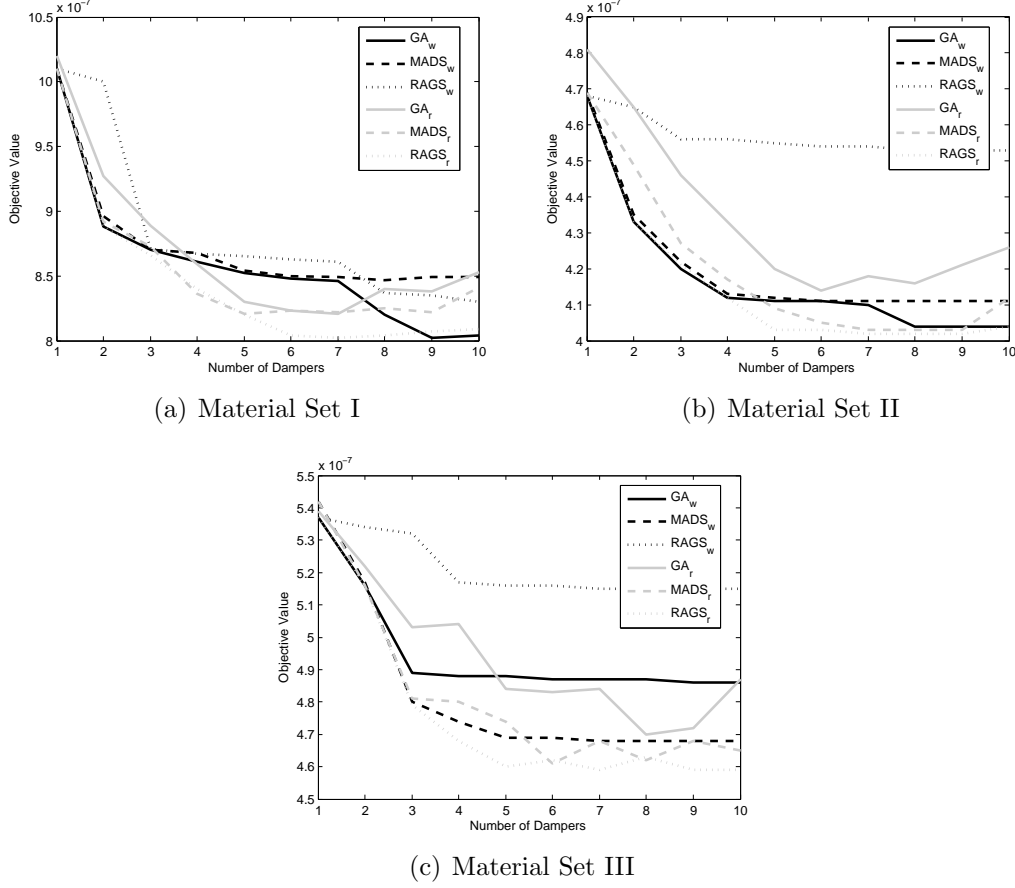 x 10⁻⁷
10.5
10
9.5
9
8.5
8
1 2 3 4 5 6 7 8 9 10
Objective Value
Number of Dampers
GA_w
MADS_w
RAGS_w
GA_r
MADS_r
RAGS_r
(a) Material Set I
x 10⁻⁷
4.9
4.8
4.7
4.6
4.5
4.4
4.3
4.2
4.1
4
1 2 3 4 5 6 7 8 9 10
Objective Value
Number of Dampers
GA_w
MADS_w
RAGS_w
GA_r
MADS_r
RAGS_r
(b) Material Set II
x 10⁻⁷
5.5
5.4
5.3
5.2
5.1
5
4.9
4.8
4.7
4.6
4.5
1 2 3 4 5 6 7 8 9 10
Objective Value
Number of Dampers
GA_w
MADS_w
RAGS_w
GA_r
MADS_r
RAGS_r
(c) Material Set III